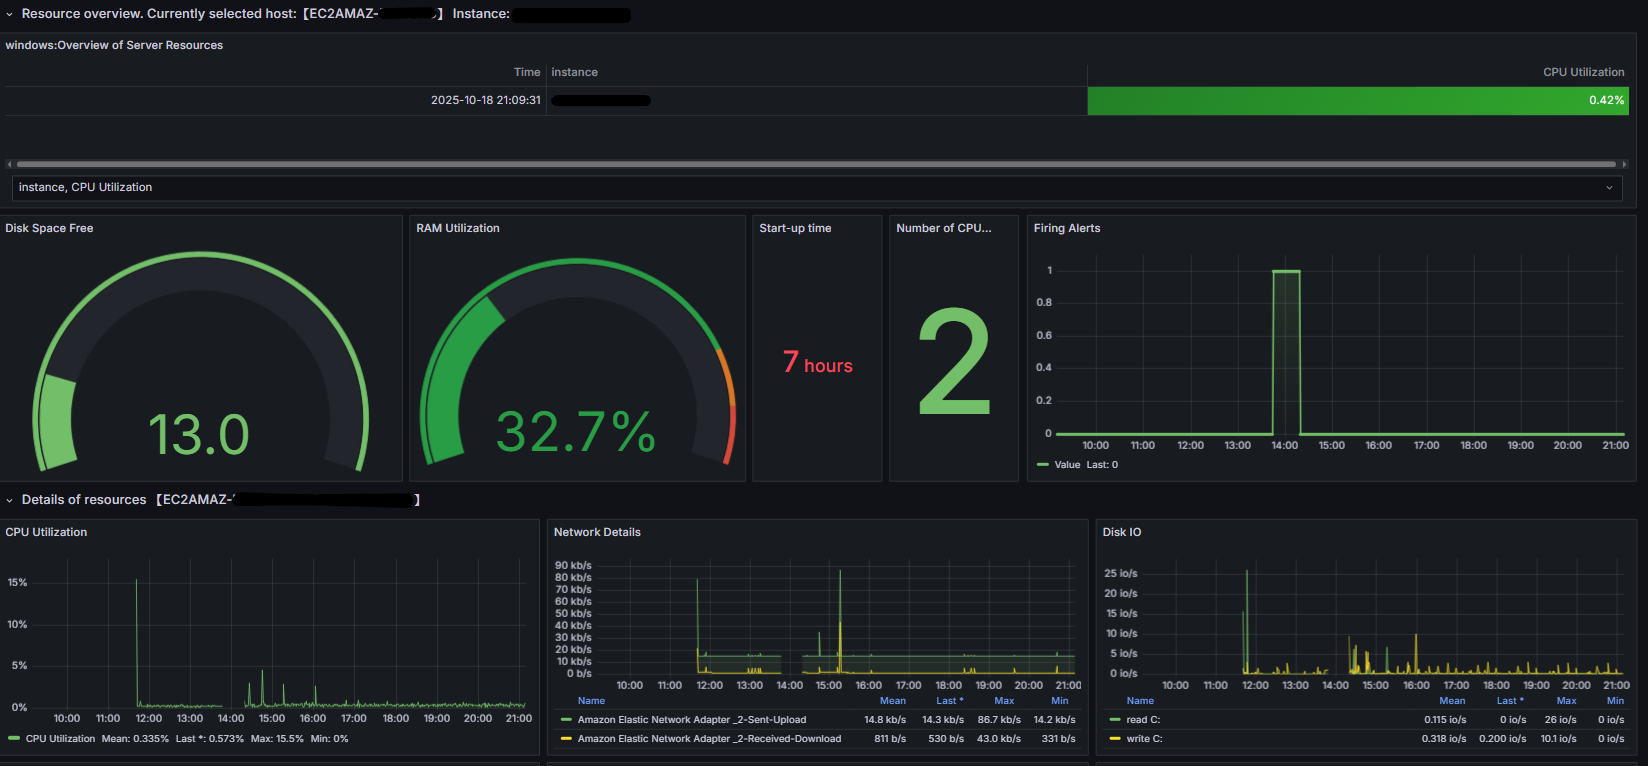 Resource overview. Currently selected host:【EC2AMAZ-】 Instance:
windows:Overview of Server Resources
Time instance CPU Utilization
2025-10-18 21:09:31 0.42%
instance, CPU Utilization
Disk Space Free
13.0
RAM Utilization
32.7%
Start-up time
7 hours
Number of CPU...
2
Firing Alerts
1
0.8
0.6
0.4
0.2
0
10:00 11:00 12:00 13:00 14:00 15:00 16:00 17:00 18:00 19:00 20:00 21:00
Value Last: 0
Details of resources 【EC2AMAZ-】
CPU Utilization
15%
10%
5%
0%
10:00 11:00 12:00 13:00 14:00 15:00 16:00 17:00 18:00 19:00 20:00 21:00
CPU Utilization Mean: 0.335% Last *: 0.573% Max: 15.5% Min: 0%
Network Details
90 kb/s
80 kb/s
70 kb/s
60 kb/s
50 kb/s
40 kb/s
30 kb/s
20 kb/s
10 kb/s
0 b/s
10:00 11:00 12:00 13:00 14:00 15:00 16:00 17:00 18:00 19:00 20:00 21:00
Name Mean Last * Max Min
Amazon Elastic Network Adapter _2-Sent-Upload 14.8 kb/s 14.3 kb/s 86.7 kb/s 14.2 kb/s
Amazon Elastic Network Adapter _2-Received-Download 811 b/s 530 b/s 43.0 kb/s 331 b/s
Disk IO
25 io/s
20 io/s
15 io/s
10 io/s
5 io/s
0 io/s
10:00 11:00 12:00 13:00 14:00 15:00 16:00 17:00 18:00 19:00 20:00 21:00
Name Mean Last * Max Min
read C: 0.115 io/s 0 io/s 26 io/s 0 io/s
write C: 0.318 io/s 0.200 io/s 10.1 io/s 0 io/s